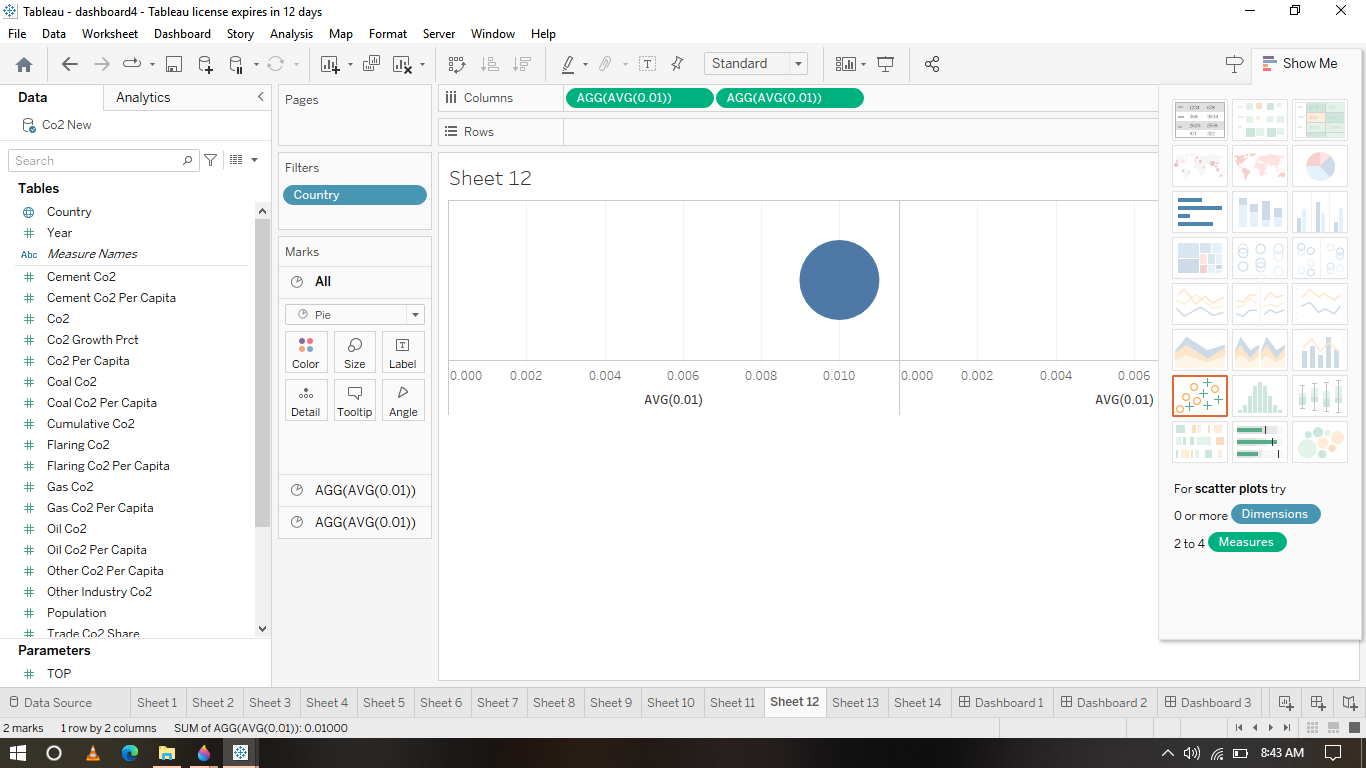 Tableau - dashboard4 - Tableau license expires in 12 days
File Data Worksheet Dashboard Story Analysis Map Format Server Window Help
Standard
Show Me
Data Analytics
Co2 New
Search
Tables
Country
Year
Abc Measure Names
Cement Co2
Cement Co2 Per Capita
Co2
Co2 Growth Prct
Co2 Per Capita
Coal Co2
Coal Co2 Per Capita
Cumulative Co2
Flaring Co2
Flaring Co2 Per Capita
Gas Co2
Gas Co2 Per Capita
Oil Co2
Oil Co2 Per Capita
Other Co2 Per Capita
Other Industry Co2
Population
Trade Co2 Share
Parameters
TOP
Pages
Filters
Country
Marks
All
Pie
Color Size Label
Detail Tooltip Angle
AGG(AVG(0.01))
AGG(AVG(0.01))
Columns AGG(AVG(0.01)) AGG(AVG(0.01))
Rows
Sheet 12
0.000 0.002 0.004 0.006 0.008 0.010 0.000 0.002 0.004 0.006
AVG(0.01) AVG(0.01)
For scatter plots try
0 or more Dimensions
2 to 4 Measures
Data Source Sheet 1 Sheet 2 Sheet 3 Sheet 4 Sheet 5 Sheet 6 Sheet 7 Sheet 8 Sheet 9 Sheet 10 Sheet 11 Sheet 12 Sheet 13 Sheet 14 Dashboard 1 Dashboard 2 Dashboard 3
2 marks 1 row by 2 columns SUM of AGG(AVG(0.01)): 0.01000
8:43 AM